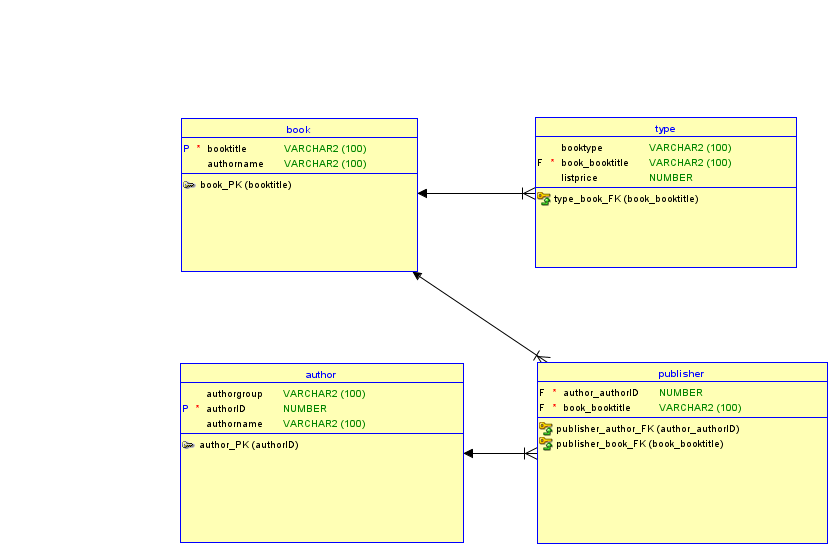 book
P * booktitle VARCHAR2 (100)
authorname VARCHAR2 (100)
book_PK (booktitle)
type
booktype VARCHAR2 (100)
F * book_booktitle VARCHAR2 (100)
listprice NUMBER
type_book_FK (book_booktitle)
author
authorgroup VARCHAR2 (100)
P * authorID NUMBER
authorname VARCHAR2 (100)
author_PK (authorID)
publisher
F * author_authorID NUMBER
F * book_booktitle VARCHAR2 (100)
publisher_author_FK (author_authorID)
publisher_book_FK (book_booktitle)